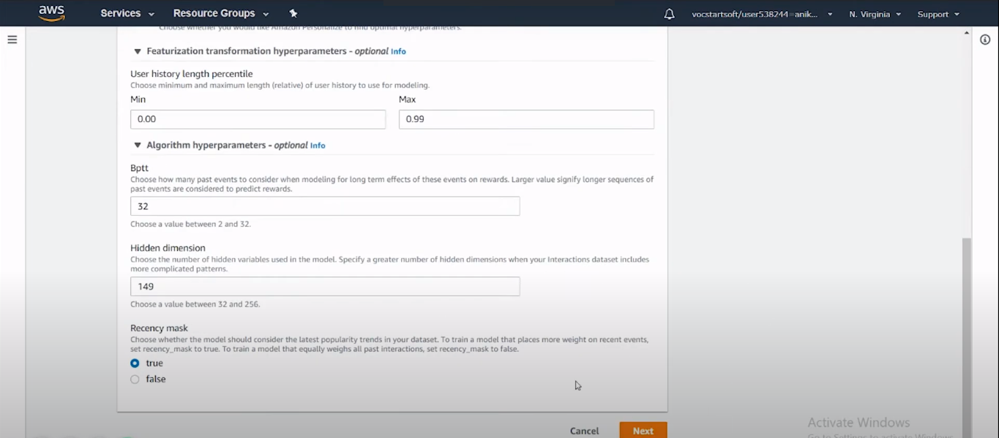 aws Services Resource Groups vocstartsoft/user538244=anik... N. Virginia Support
Choose whether you would like Amazon Personalize to find optimal hyperparameters.
Featurization transformation hyperparameters - optional Info
User history length percentile
Choose minimum and maximum length (relative) of user history to use for modeling.
Min Max
0.00 0.99
Algorithm hyperparameters - optional Info
Bptt
Choose how many past events to consider when modeling for long term effects of these events on rewards. Larger value signify longer sequences of
past events are considered to predict rewards.
32
Choose a value between 2 and 32.
Hidden dimension
Choose the number of hidden variables used in the model. Specify a greater number of hidden dimensions when your Interactions dataset includes
more complicated patterns.
149
Choose a value between 32 and 256.
Recency mask
Choose whether the model should consider the latest popularity trends in your dataset. To train a model that places more weight on recent events,
set recency_mask to true. To train a model that equally weighs all past interactions, set recency_mask to false.
true
false
Activate Windows
Cancel Next
Go to Settings to activate Windows.